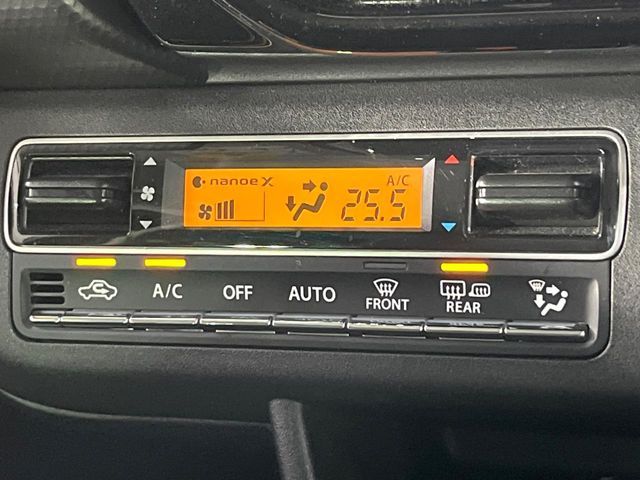 nanoe X
A/C
25.5
A/C
OFF
AUTO
FRONT
REAR